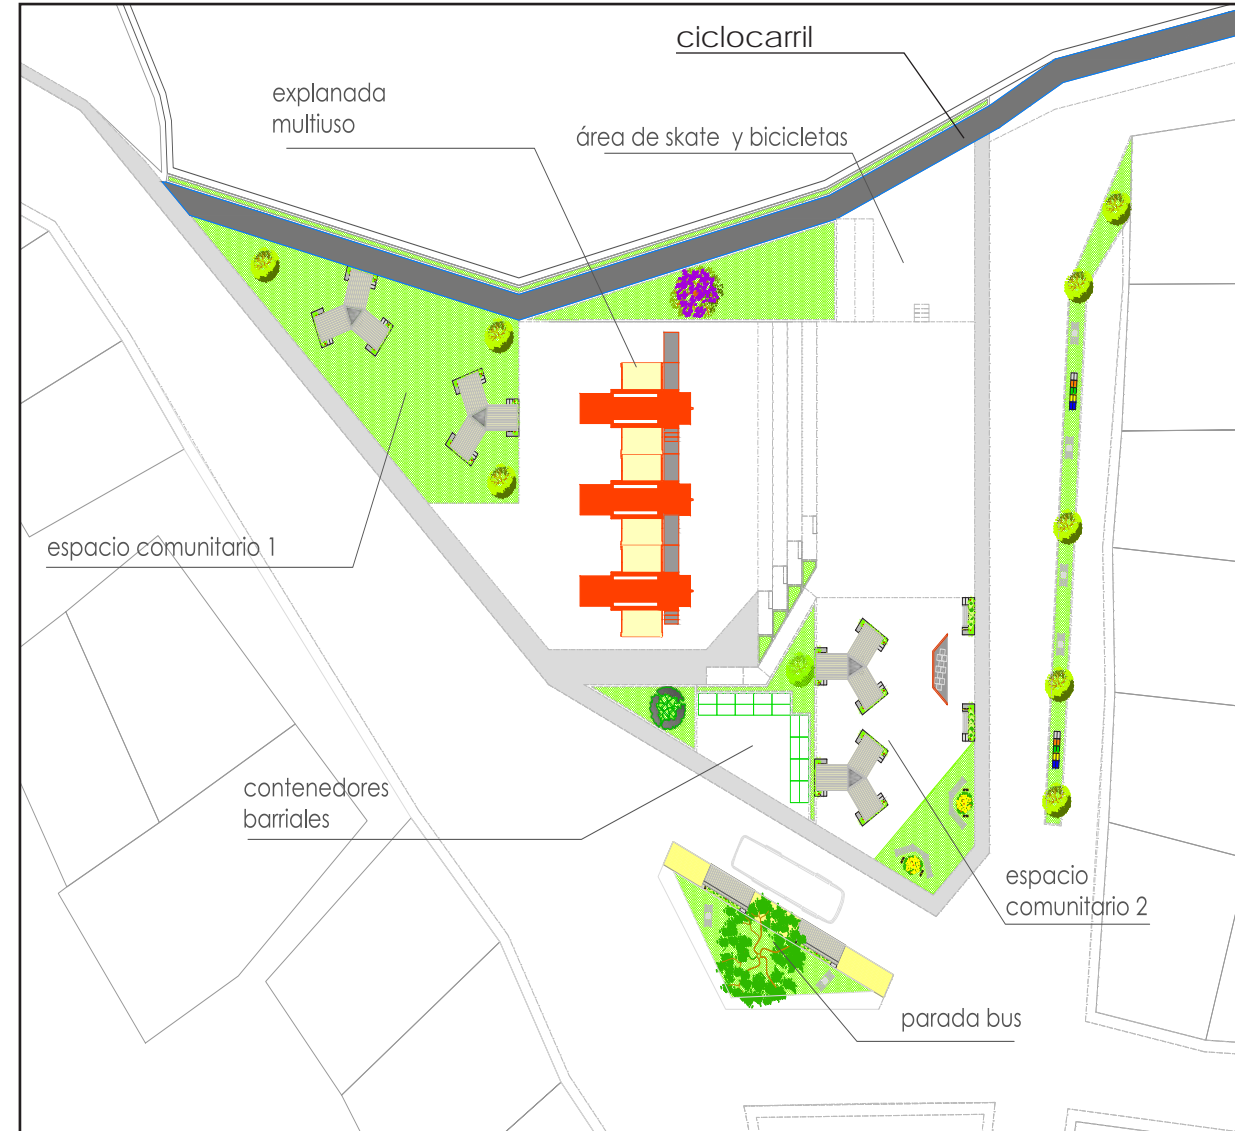 ciclocarril
explanada
multiuso
área de skate y bicicletas
espacio comunitario 1
contenedores
barriales
espacio
comunitario 2
parada bus